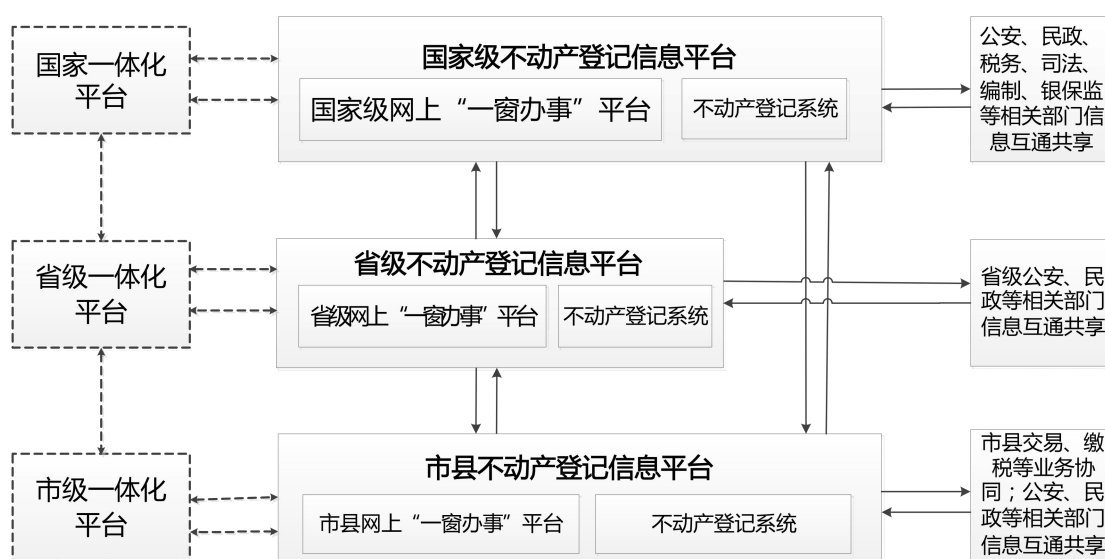 国家一体化
平台
国家级不动产登记信息平台
国家级网上“一窗办事”平台
不动产登记系统
公安、民政、
税务、司法、
编制、银保监
等相关部门信
息互通共享
省级一体化
平台
省级不动产登记信息平台
省级网上“一窗办事”平台
不动产登记系统
省级公安、民
政等相关部门
信息互通共享
市级一体化
平台
市县不动产登记信息平台
市县网上“一窗办事”平台
不动产登记系统
市县交易、缴
税等业务协
同；公安、民
政等相关部门
信息互通共享